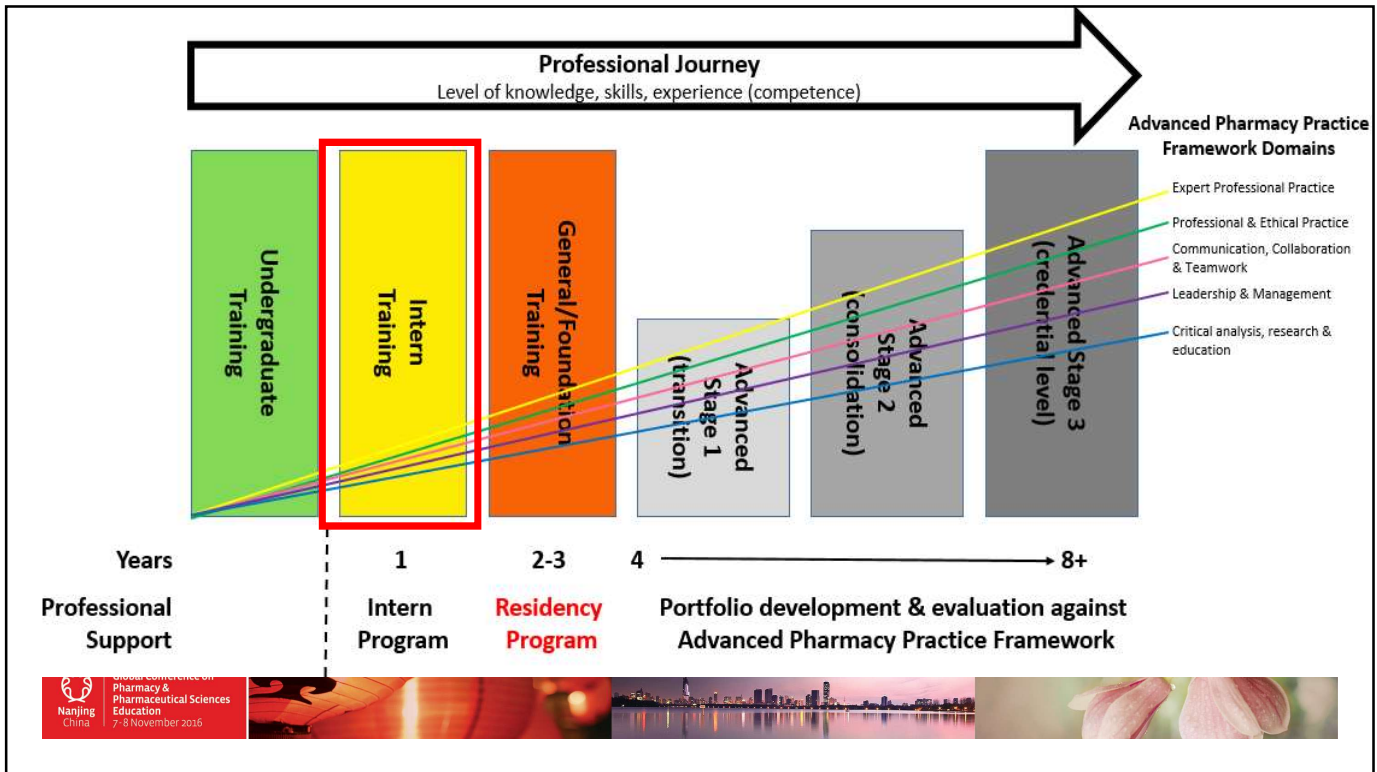 Professional Journey
Level of knowledge, skills, experience (competence)
Advanced Pharmacy Practice
Framework Domains
Expert Professional Practice
Professional & Ethical Practice
Communication, Collaboration
& Teamwork
Leadership & Management
Critical analysis, research &
education
Undergraduate
Training
Intern
Training
General/Foundation
Training
Advanced
Stage 1
(transition)
Advanced
Stage 2
(consolidation)
Advanced Stage 3
(credential level)
Years 1 2-3 4 8+
Professional
Support
Intern
Program
Residency
Program
Portfolio development & evaluation against
Advanced Pharmacy Practice Framework
Nanjing
China
Global Conference on
Pharmacy &
Pharmaceutical Sciences
Education
7-8 November 2016